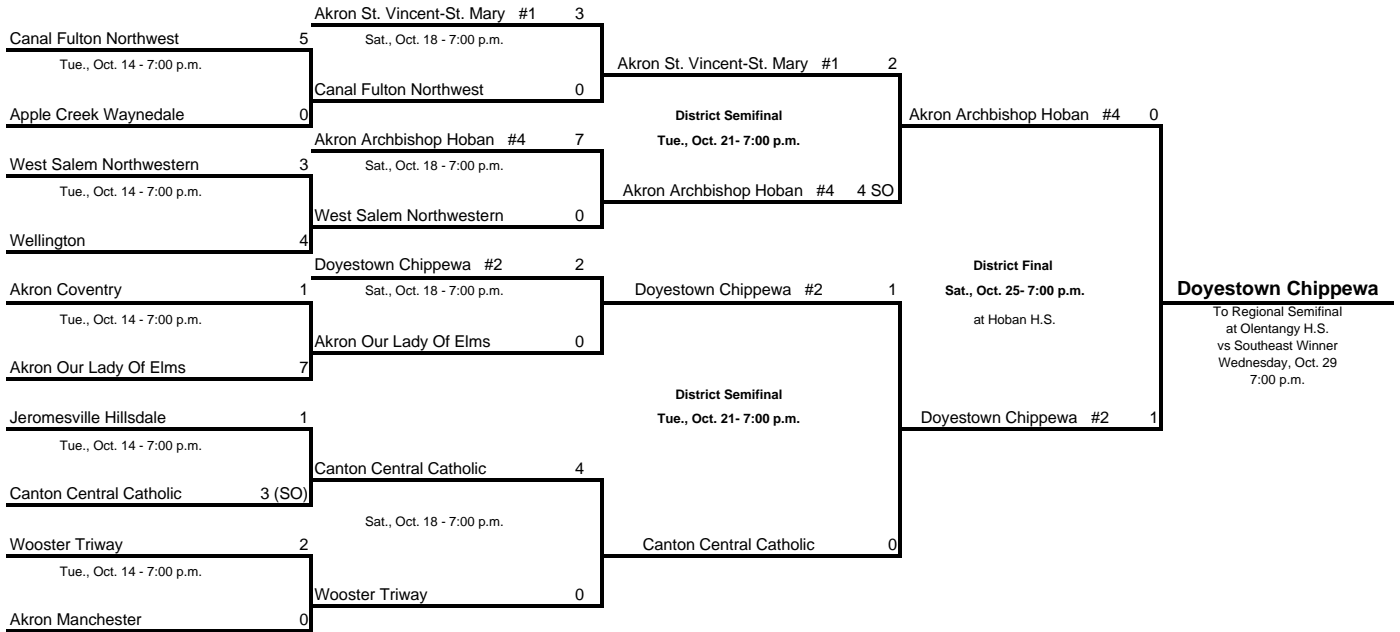 Akron St. Vincent-St. Mary #1 3
Canal Fulton Northwest 5
Sat., Oct. 18 - 7:00 p.m.
Tue., Oct. 14 - 7:00 p.m.
Akron St. Vincent-St. Mary #1 2
Canal Fulton Northwest 0
Apple Creek Waynedale 0
District Semifinal
Akron Archbishop Hoban #4 0
Akron Archbishop Hoban #4 7
Tue., Oct. 21- 7:00 p.m.
West Salem Northwestern 3
Sat., Oct. 18 - 7:00 p.m.
Tue., Oct. 14 - 7:00 p.m.
Akron Archbishop Hoban #4 4 SO
West Salem Northwestern 0
Wellington 4
Doyestown Chippewa #2 2
District Final
Akron Coventry 1
Sat., Oct. 18 - 7:00 p.m.
Doyestown Chippewa #2 1
Sat., Oct. 25- 7:00 p.m.
Doyestown Chippewa
Tue., Oct. 14 - 7:00 p.m.
at Hoban H.S.
To Regional Semifinal
at Olentangy H.S.
vs Southeast Winner
Wednesday, Oct. 29
7:00 p.m.
Akron Our Lady Of Elms 0
Akron Our Lady Of Elms 7
District Semifinal
Jeromesville Hillsdale 1
Tue., Oct. 21- 7:00 p.m.
Doyestown Chippewa #2 1
Tue., Oct. 14 - 7:00 p.m.
Canton Central Catholic 4
Canton Central Catholic 3 (SO)
Sat., Oct. 18 - 7:00 p.m.
Wooster Triway 2
Canton Central Catholic 0
Tue., Oct. 14 - 7:00 p.m.
Wooster Triway 0
Akron Manchester 0